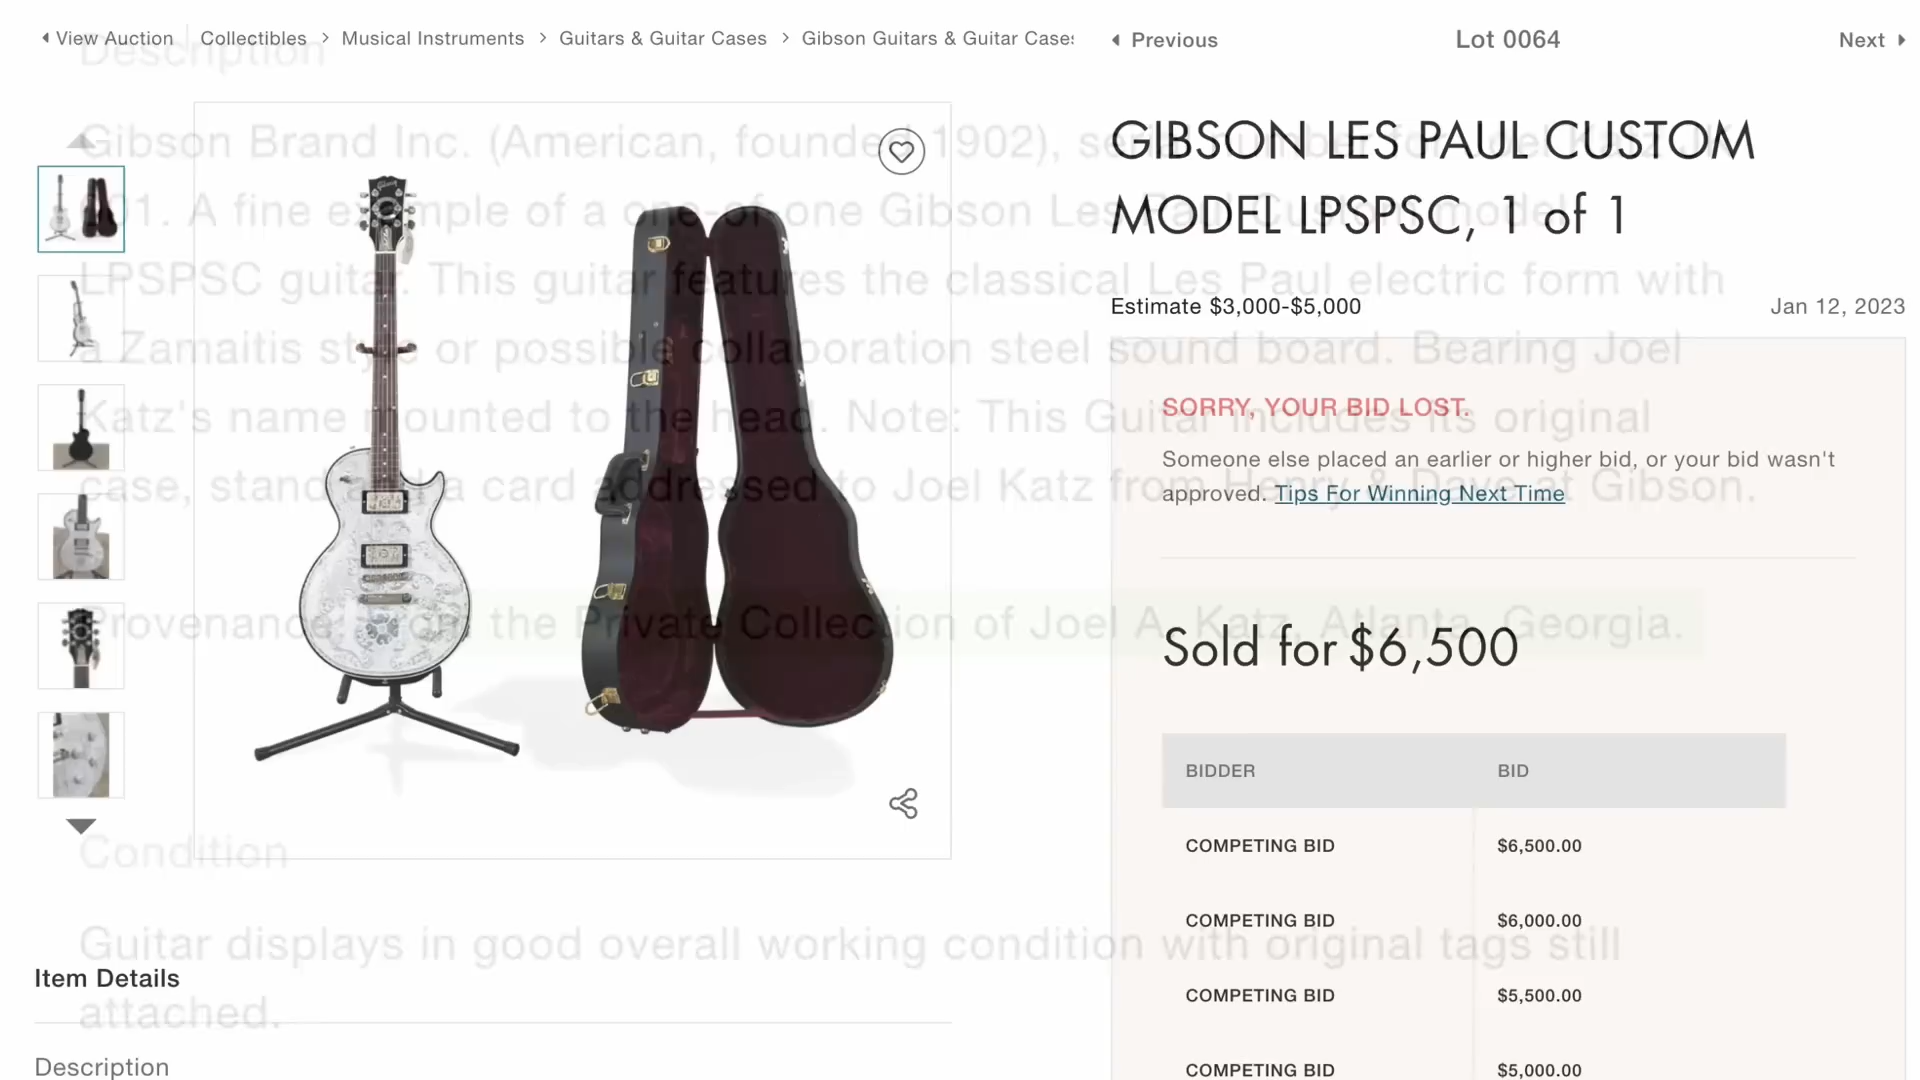 View Auction
Collectibles > Musical Instruments > Guitars & Guitar Cases > Gibson Guitars & Guitar Cases
Previous
Lot 0064
Next
GIBSON LES PAUL CUSTOM
MODEL LPSPSC, 1 of 1
Estimate $3,000-$5,000
Jan 12, 2023
SORRY, YOUR BID LOST.
Someone else placed an earlier or higher bid, or your bid wasn't
approved. Tips For Winning Next Time
Sold for $6,500
BIDDER BID
COMPETING BID $6,500.00
COMPETING BID $6,000.00
COMPETING BID $5,500.00
COMPETING BID $5,000.00
Item Details
Description
Description
Gibson Brand Inc. (American, founded 1902), Joel Katz
A fine example of a one of one Gibson Les model
LPSPSC guitar. This guitar features the classical Les Paul electric form with
a Zamaitis style or possible collaboration steel sound board. Bearing Joel
Katz's name mounted to the head. Note: This Guitar includes its original
case, stand a card addressed to Joel Katz from Henry & Dave at Gibson.
Provenance: the Private Collection of Joel A. Katz, Atlanta, Georgia.
Condition
Guitar displays in good overall working condition with original tags still
attached.